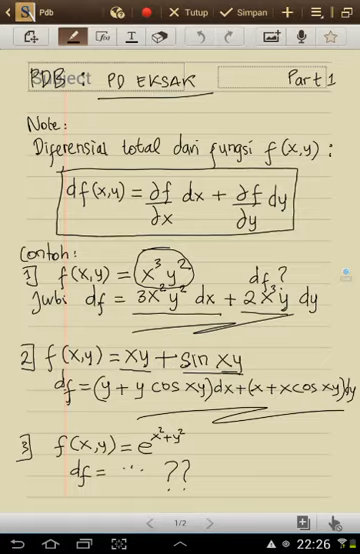 Pdb
Tutup
Simpan
Subject
PDB : PD EKSAK
Part 1
Note:
Diferensial total dari fungsi f(x,y) :
df(x,y) = ∂f/∂x dx + ∂f/∂y dy
Contoh:
1] f(x,y) = x³y² df ?
Jwbi df = 3x²y² dx + 2x³y dy
2] f(x,y) = xy + sin xy
df = (y + y cos xy)dx + (x + x cos xy)dy
3] f(x,y) = e^(x²+y²)
df = ... ??
1/2
22:26